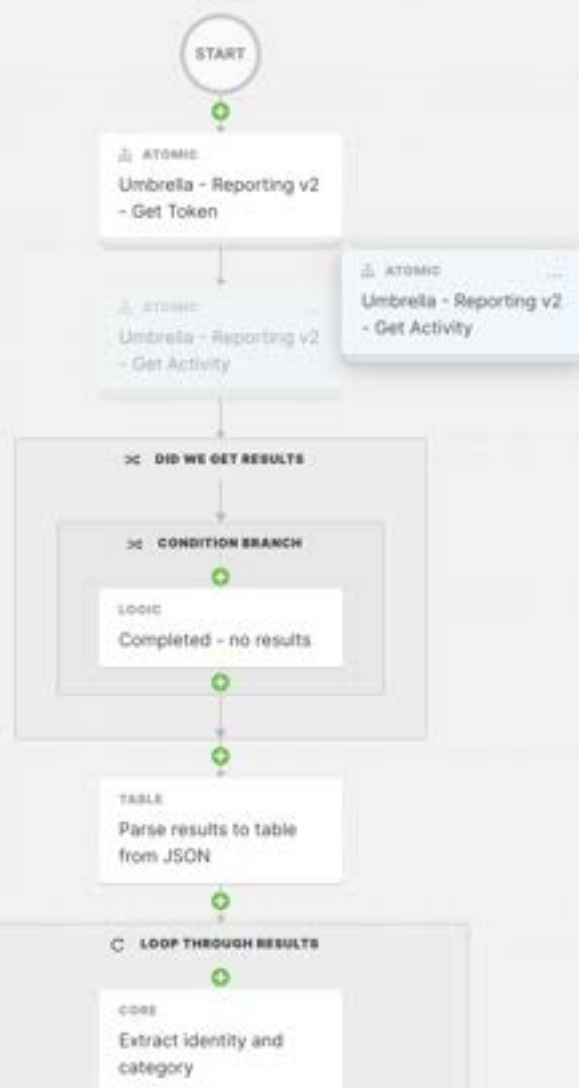 START
ATOMIC
Umbrella - Reporting v2
- Get Token
ATOMIC
Umbrella - Reporting v2
- Get Activity
ATOMIC
...
Umbrella - Reporting v2
- Get Activity
DID WE GET RESULTS
CONDITION BRANCH
LOGIC
Completed - no results
TABLE
Parse results to table
from JSON
LOOP THROUGH RESULTS
CORE
Extract identity and
category